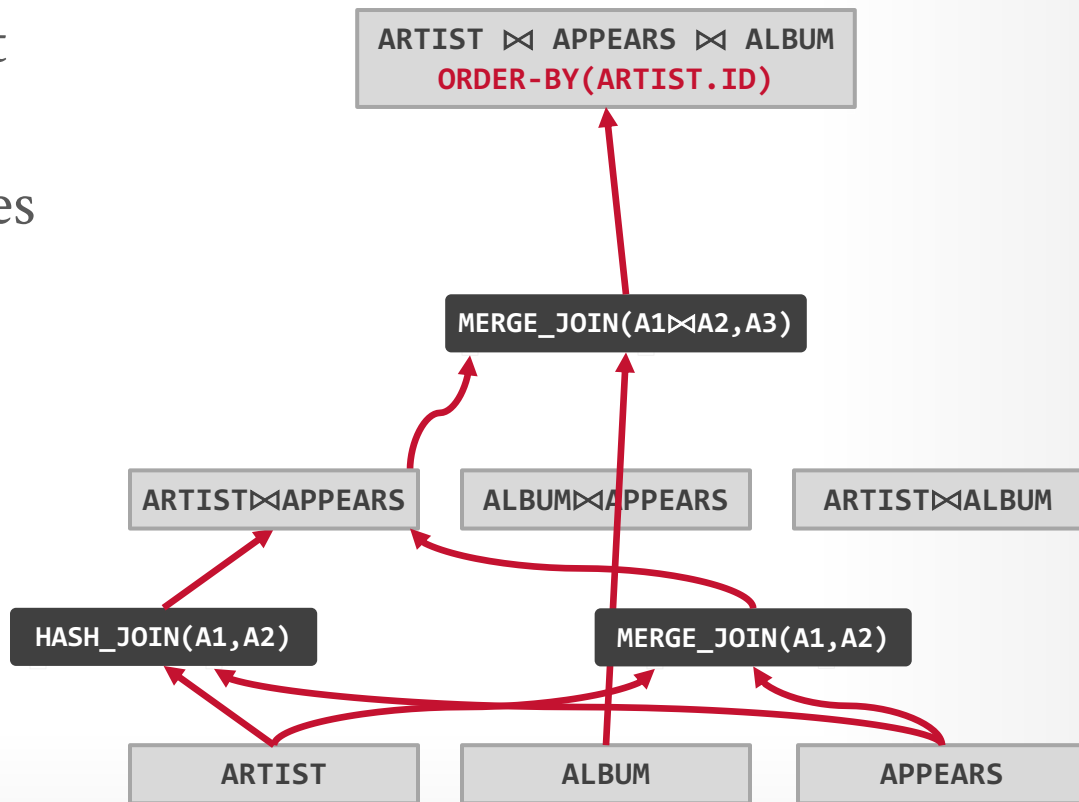 t
es
ARTIST ⋈ APPEARS ⋈ ALBUM
ORDER-BY(ARTIST.ID)
MERGE_JOIN(A1⋈A2,A3)
ARTIST⋈APPEARS
ALBUM⋈APPEARS
ARTIST⋈ALBUM
HASH_JOIN(A1,A2)
MERGE_JOIN(A1,A2)
ARTIST
ALBUM
APPEARS